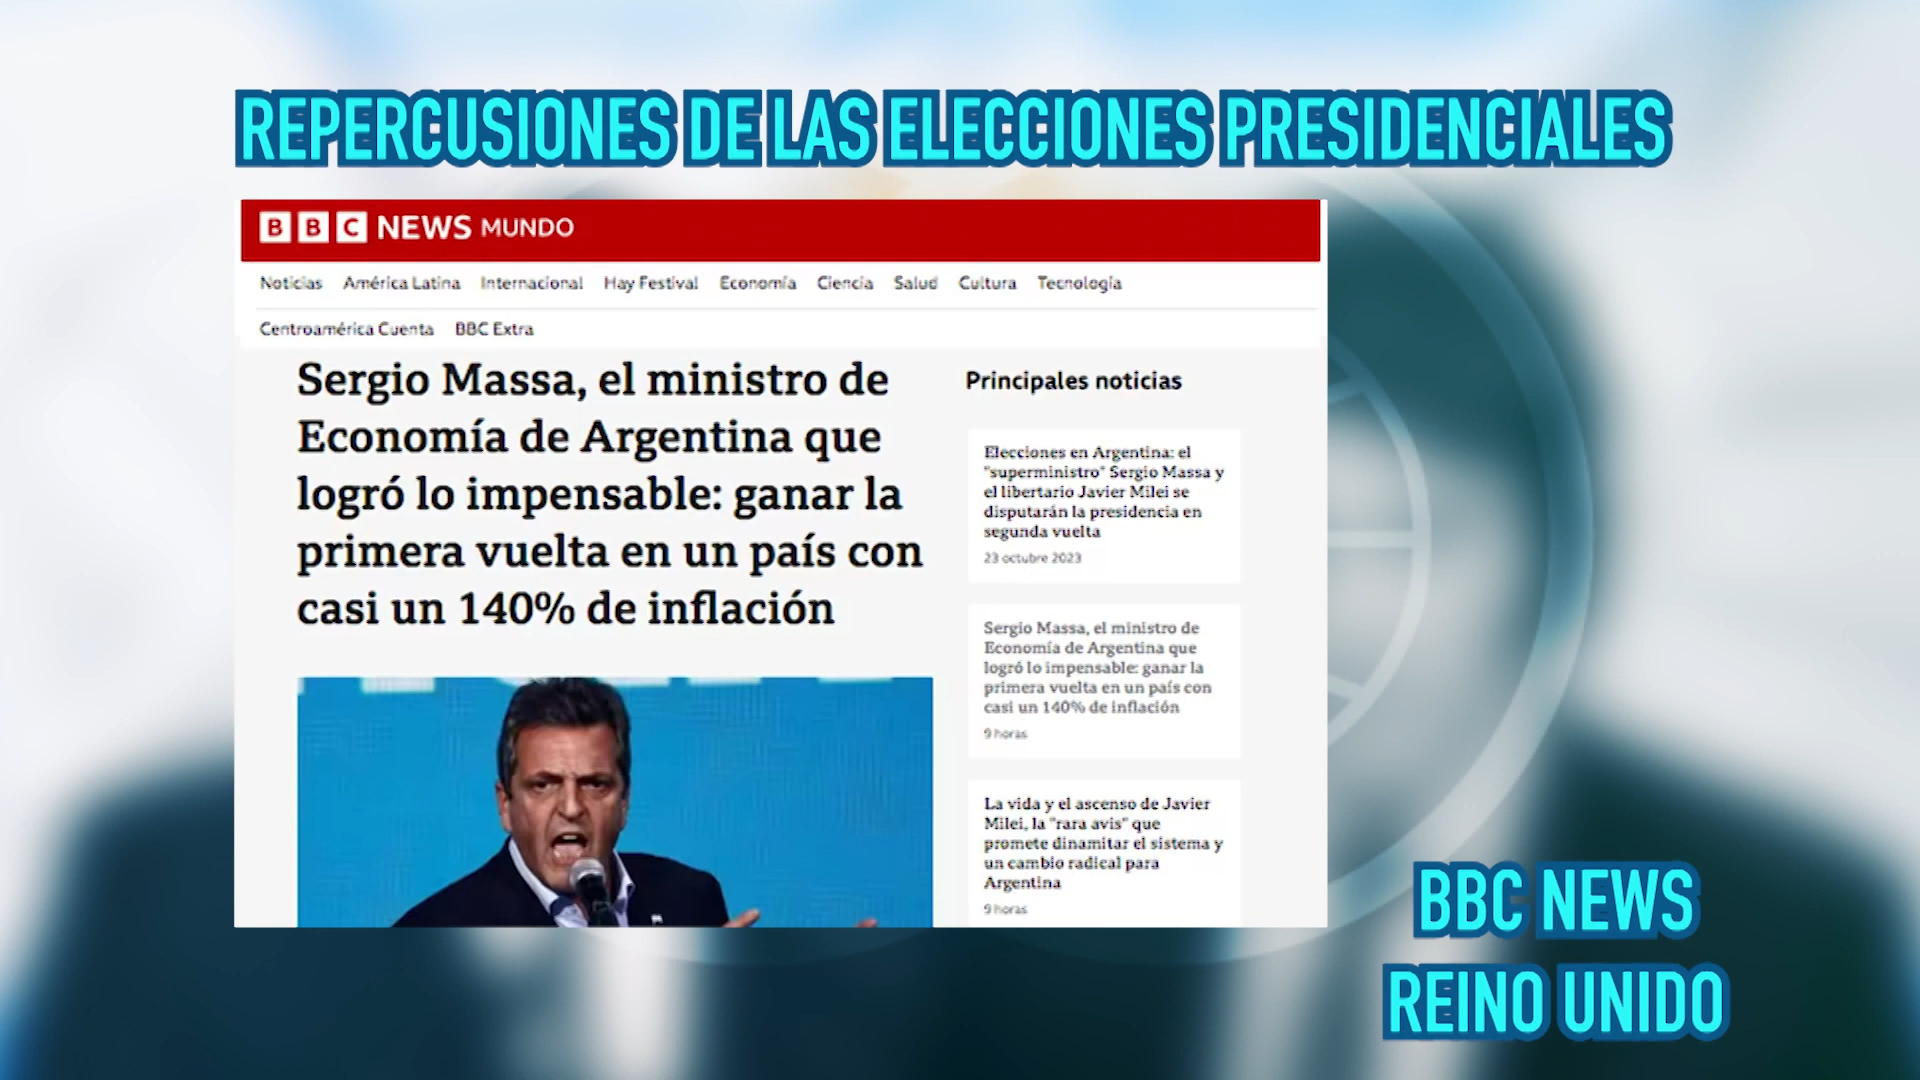 REPERCUSIONES DE LAS ELECCIONES PRESIDENCIALES
BBC NEWS MUNDO
Noticias América Latina Internacional Hay Festival Economía Ciencia Salud Cultura Tecnología
Centroamérica Cuenta BBC Extra
Sergio Massa, el ministro de
Economía de Argentina que
logró lo impensable: ganar la
primera vuelta en un país con
casi un 140% de inflación
Principales noticias
Elecciones en Argentina: el
"superministro" Sergio Massa y
el libertario Javier Milei se
disputarán la presidencia en
segunda vuelta
23 octubre 2023
Sergio Massa, el ministro de
Economía de Argentina que
logró lo impensable: ganar la
primera vuelta en un país con
casi un 140% de inflación
9 horas
La vida y el ascenso de Javier
Milei, la "rara avis" que
promete dinamitar el sistema y
un cambio radical para
Argentina
9 horas
BBC NEWS
REINO UNIDO